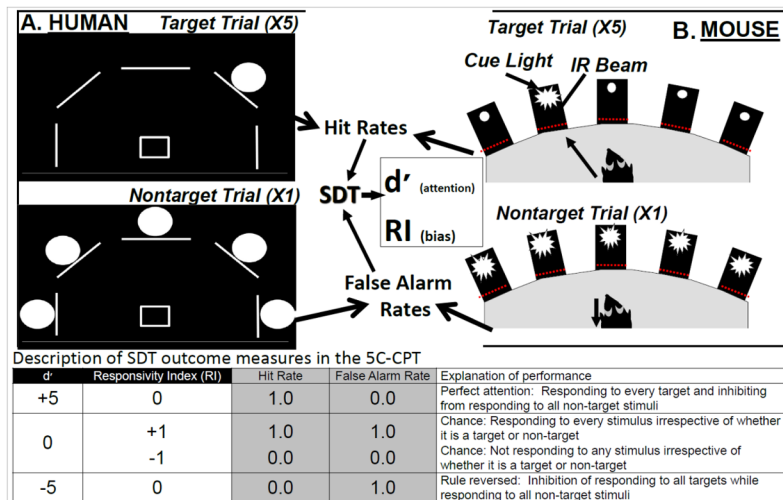 A. HUMAN Target Trial (X5)
Target Trial (X5) B. MOUSE
Cue Light IR Beam
Hit Rates
SDT
d′ (attention)
RI (bias)
Nontarget Trial (X1)
Nontarget Trial (X1)
False Alarm
Rates
Description of SDT outcome measures in the 5C-CPT
d′ Responsivity Index (RI) Hit Rate False Alarm Rate Explanation of performance
+5 0 1.0 0.0 Perfect attention: Responding to every target and inhibiting
from responding to all non-target stimuli
0 +1 1.0 1.0 Chance: Responding to every stimulus irrespective of whether
it is a target or non-target
-1 0.0 0.0 Chance: Not responding to any stimulus irrespective of
whether it is a target or non-target
-5 0 0.0 1.0 Rule reversed: Inhibition of responding to all targets while
responding to all non-target stimuli